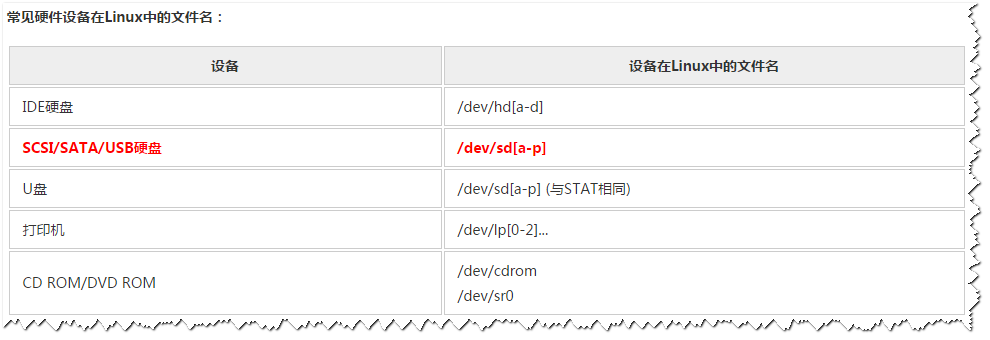 常见硬件设备在Linux中的文件名：
设备 设备在Linux中的文件名
IDE硬盘 /dev/hd[a-d]
SCSI/SATA/USB硬盘 /dev/sd[a-p]
U盘 /dev/sd[a-p] (与STAT相同)
打印机 /dev/lp[0-2]...
CD ROM/DVD ROM /dev/cdrom
/dev/sr0